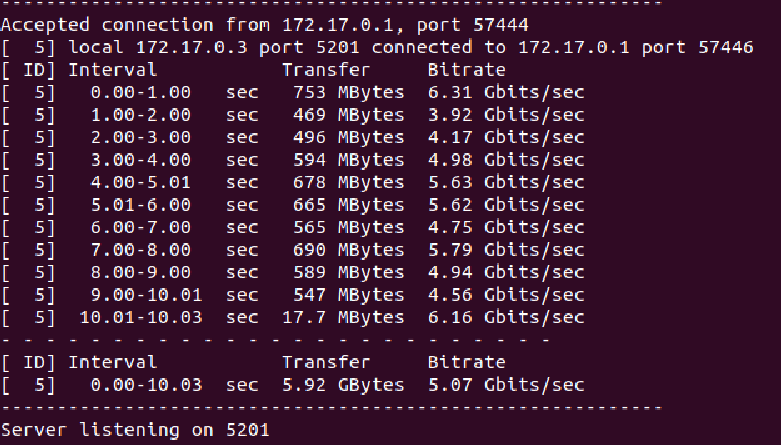 -----------------------------------------------------------
Accepted connection from 172.17.0.1, port 57444
[  5] local 172.17.0.3 port 5201 connected to 172.17.0.1 port 57446
[ ID] Interval           Transfer     Bitrate
[  5]   0.00-1.00   sec   753 MBytes  6.31 Gbits/sec
[  5]   1.00-2.00   sec   469 MBytes  3.92 Gbits/sec
[  5]   2.00-3.00   sec   496 MBytes  4.17 Gbits/sec
[  5]   3.00-4.00   sec   594 MBytes  4.98 Gbits/sec
[  5]   4.00-5.01   sec   678 MBytes  5.63 Gbits/sec
[  5]   5.01-6.00   sec   665 MBytes  5.62 Gbits/sec
[  5]   6.00-7.00   sec   565 MBytes  4.75 Gbits/sec
[  5]   7.00-8.00   sec   690 MBytes  5.79 Gbits/sec
[  5]   8.00-9.00   sec   589 MBytes  4.94 Gbits/sec
[  5]   9.00-10.01  sec   547 MBytes  4.56 Gbits/sec
[  5]  10.01-10.03  sec  17.7 MBytes  6.16 Gbits/sec
- - - - - - - - - - - - - - - - - - - - - - - - -
[ ID] Interval           Transfer     Bitrate
[  5]   0.00-10.03  sec  5.92 GBytes  5.07 Gbits/sec
-----------------------------------------------------------
Server listening on 5201